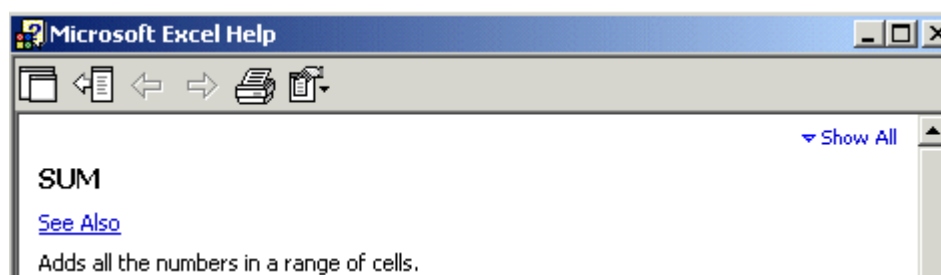 Microsoft Excel Help
Show All
SUM
See Also
Adds all the numbers in a range of cells.